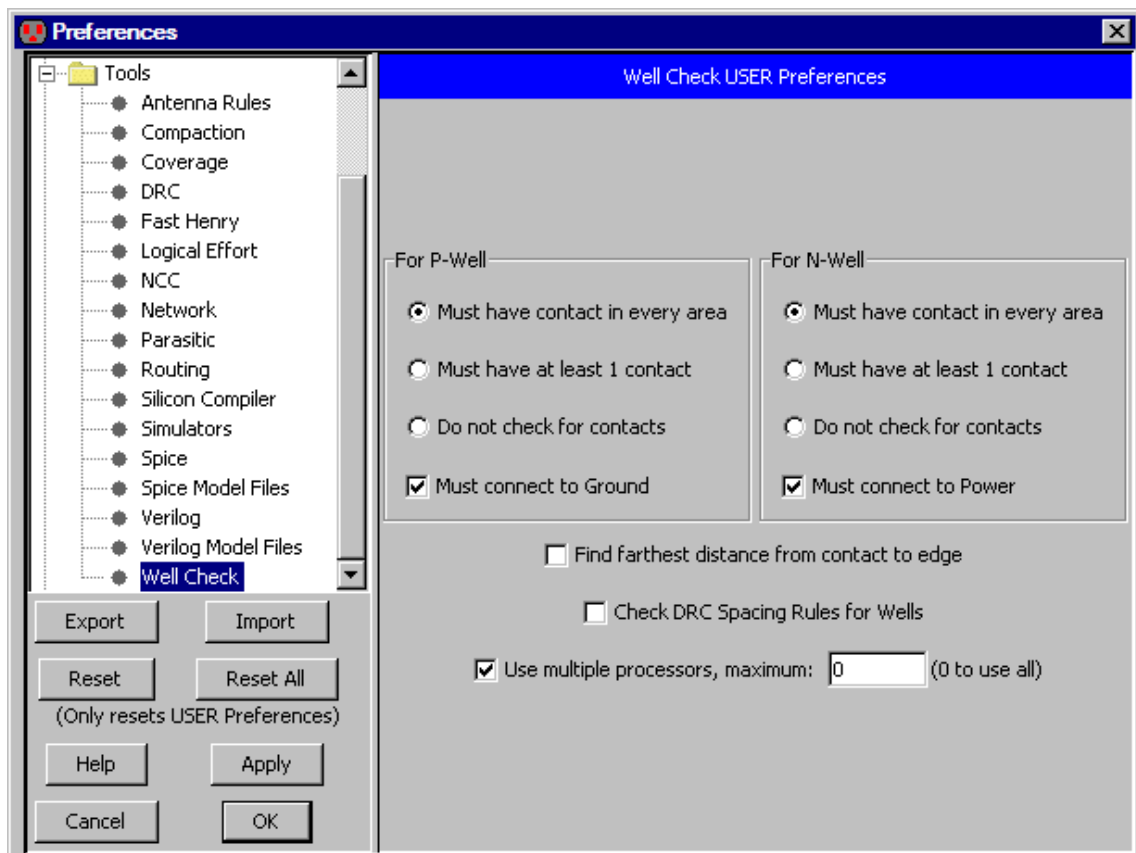 Preferences
Tools
Antenna Rules
Compaction
Coverage
DRC
Fast Henry
Logical Effort
NCC
Network
Parasitic
Routing
Silicon Compiler
Simulators
Spice
Spice Model Files
Verilog
Verilog Model Files
Well Check
Export Import
Reset Reset All
(Only resets USER Preferences)
Help Apply
Cancel OK
Well Check USER Preferences
For P-Well
Must have contact in every area
Must have at least 1 contact
Do not check for contacts
Must connect to Ground
For N-Well
Must have contact in every area
Must have at least 1 contact
Do not check for contacts
Must connect to Power
Find farthest distance from contact to edge
Check DRC Spacing Rules for Wells
Use multiple processors, maximum: 0 (0 to use all)